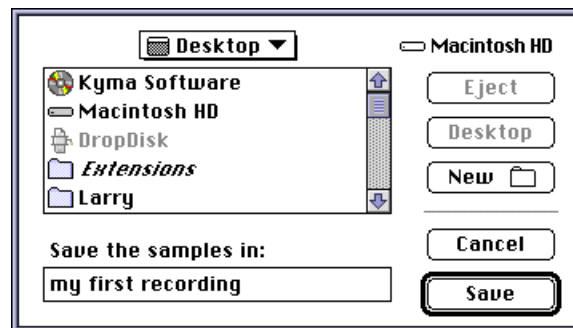 Desktop
Macintosh HD
Kyma Software
Macintosh HD
DropDisk
Extensions
Larry
Eject
Desktop
New
Save the samples in:
my first recording
Cancel
Save